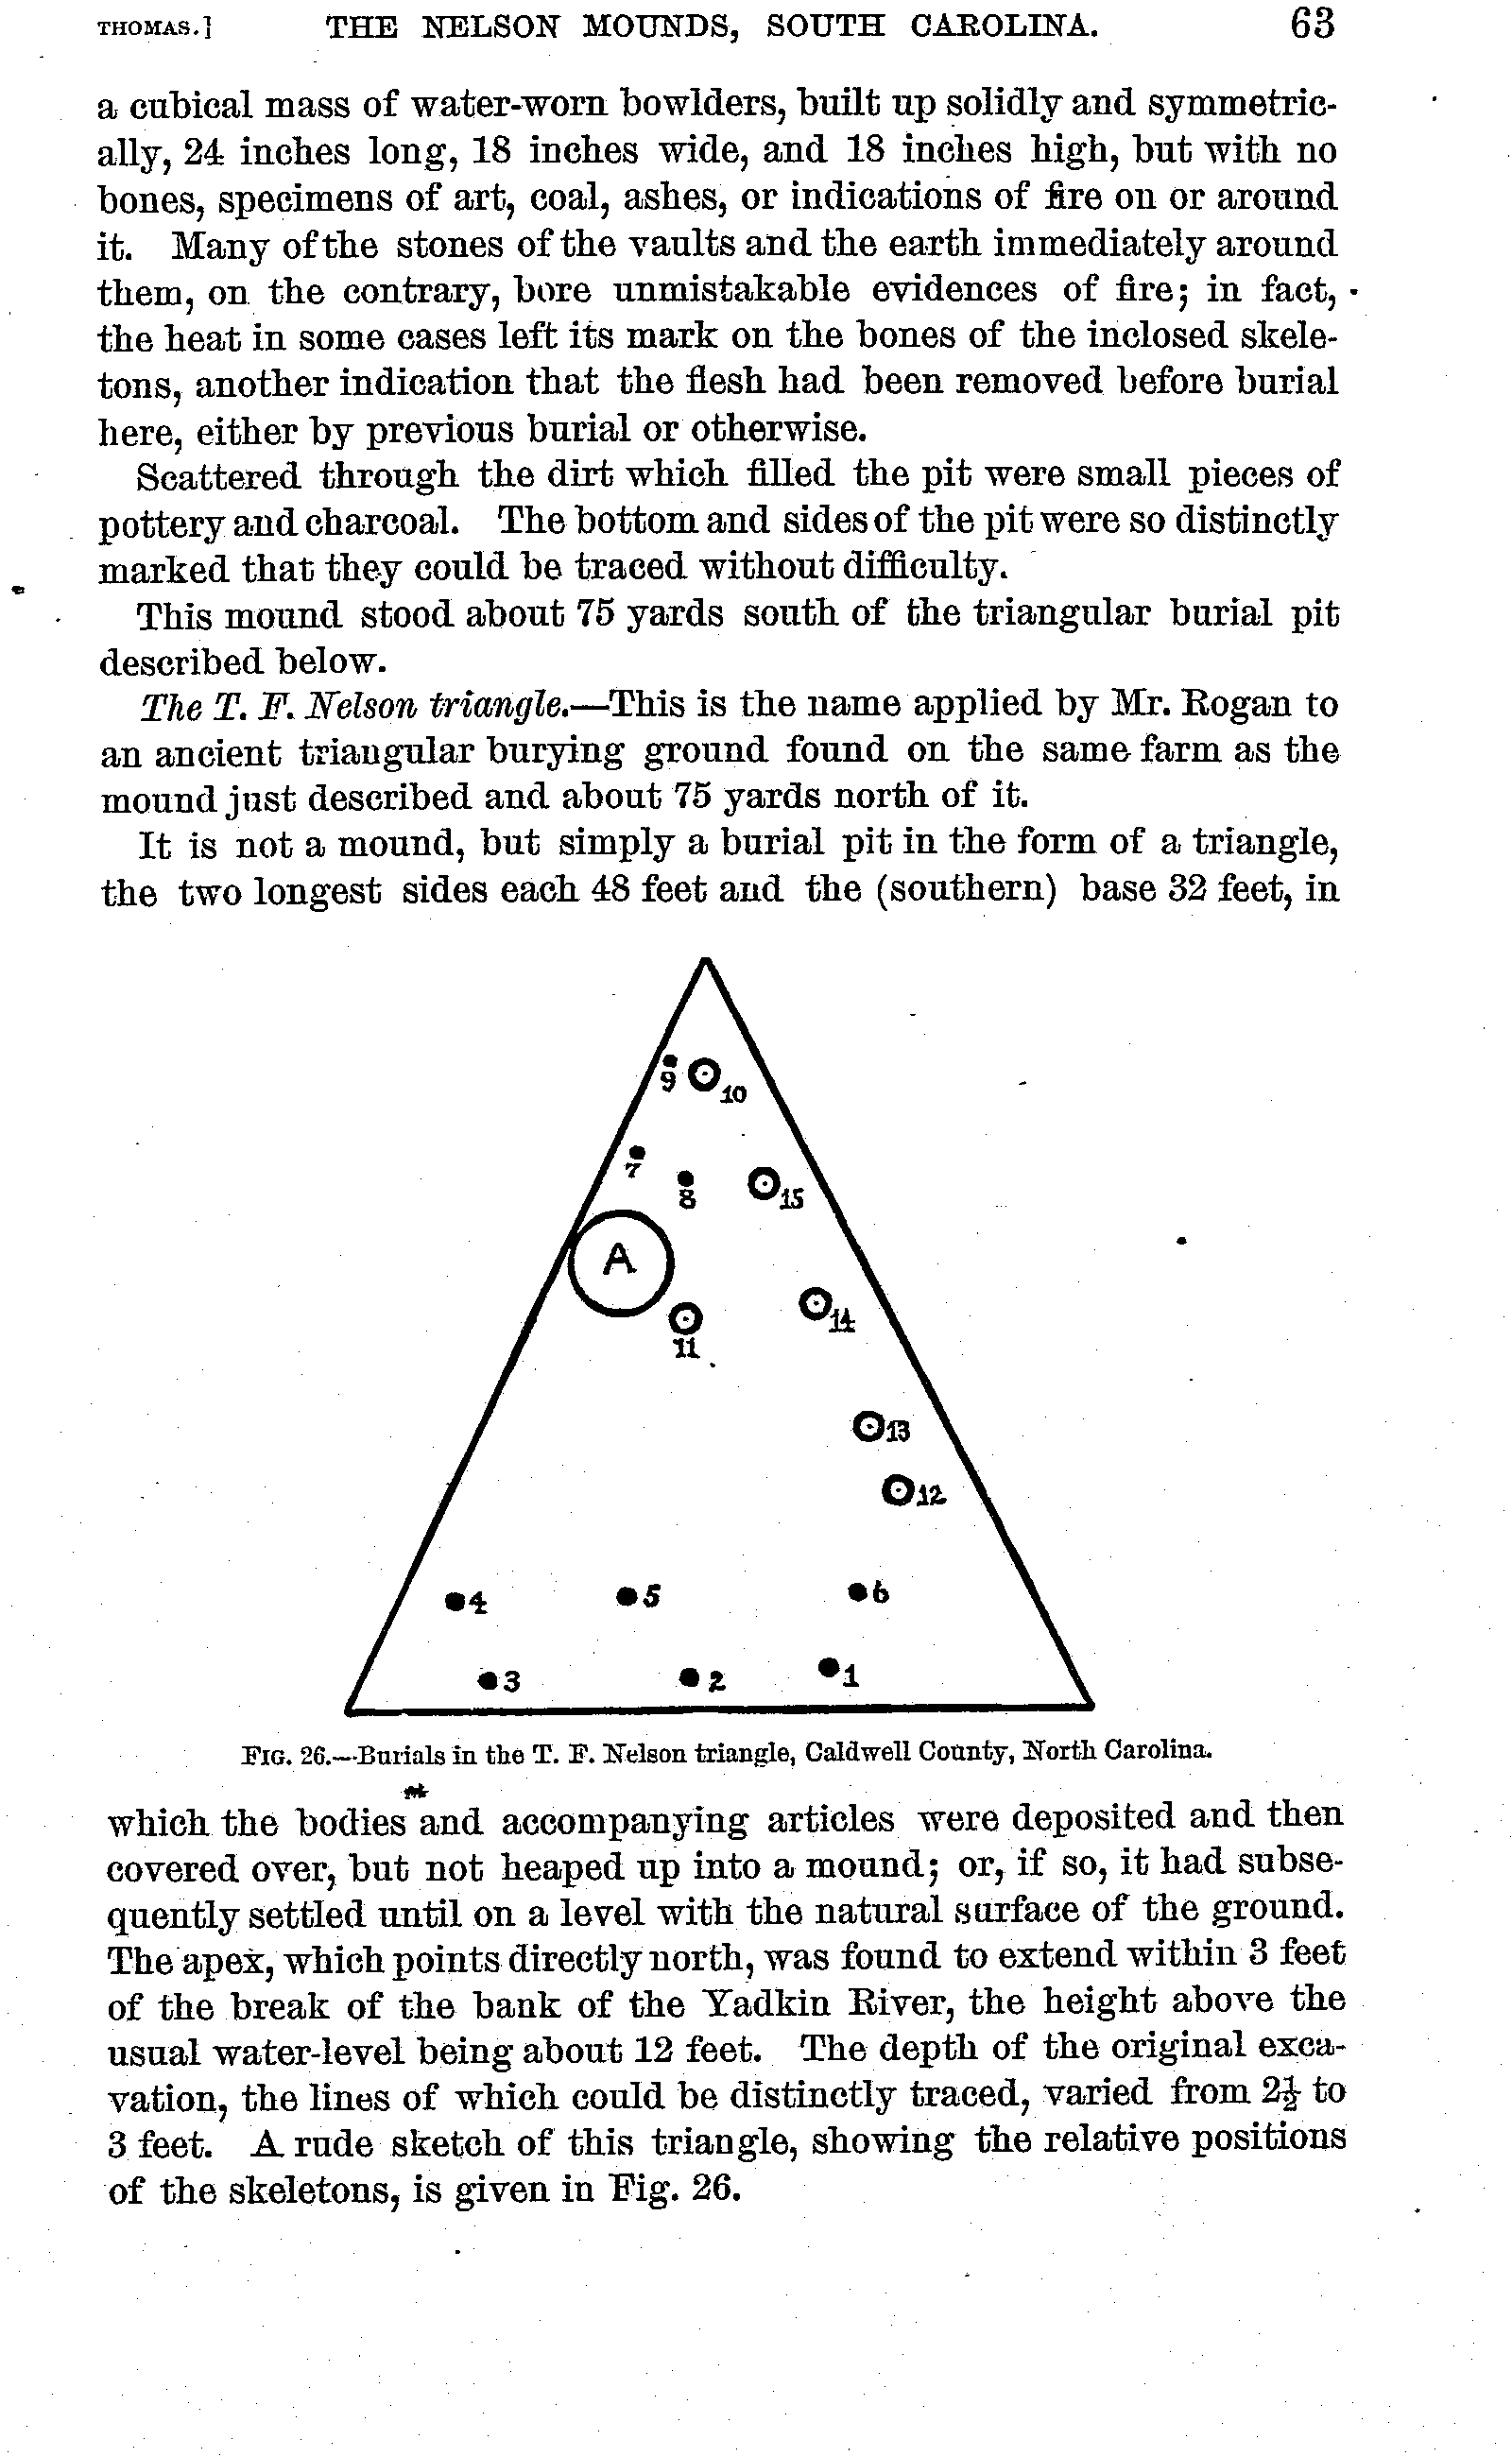 THOMAS.] THE NELSON MOUNDS, SOUTH CAROLINA. 63
a cubical mass of water-worn bowlders, built up solidly and symmetric-
ally, 24 inches long, 18 inches wide, and 18 inches high, but with no
bones, specimens of art, coal, ashes, or indications of fire on or around
it. Many of the stones of the vaults and the earth immediately around
them, on the contrary, bore unmistakable evidences of fire; in fact,
the heat in some cases left its mark on the bones of the inclosed skele-
tons, another indication that the flesh had been removed before burial
here, either by previous burial or otherwise.
Scattered through the dirt which filled the pit were small pieces of
pottery and charcoal. The bottom and sides of the pit were so distinctly
marked that they could be traced without difficulty.
This mound stood about 75 yards south of the triangular burial pit
described below.
The T. F. Nelson triangle.—This is the name applied by Mr. Rogan to
an ancient triangular burying ground found on the same farm as the
mound just described and about 75 yards north of it.
It is not a mound, but simply a burial pit in the form of a triangle,
the two longest sides each 48 feet and the (southern) base 32 feet, in
9 10
7
8 15
A
14
11
13
12
4 5 6
3 2 1
FIG. 26.—Burials in the T. F. Nelson triangle, Caldwell County, North Carolina.
which the bodies and accompanying articles were deposited and then
covered over, but not heaped up into a mound; or, if so, it had subse-
quently settled until on a level with the natural surface of the ground.
The apex, which points directly north, was found to extend within 3 feet
of the break of the bank of the Yadkin River, the height above the
usual water-level being about 12 feet. The depth of the original exca-
vation, the lines of which could be distinctly traced, varied from 2½ to
3 feet. A rude sketch of this triangle, showing the relative positions
of the skeletons, is given in Fig. 26.